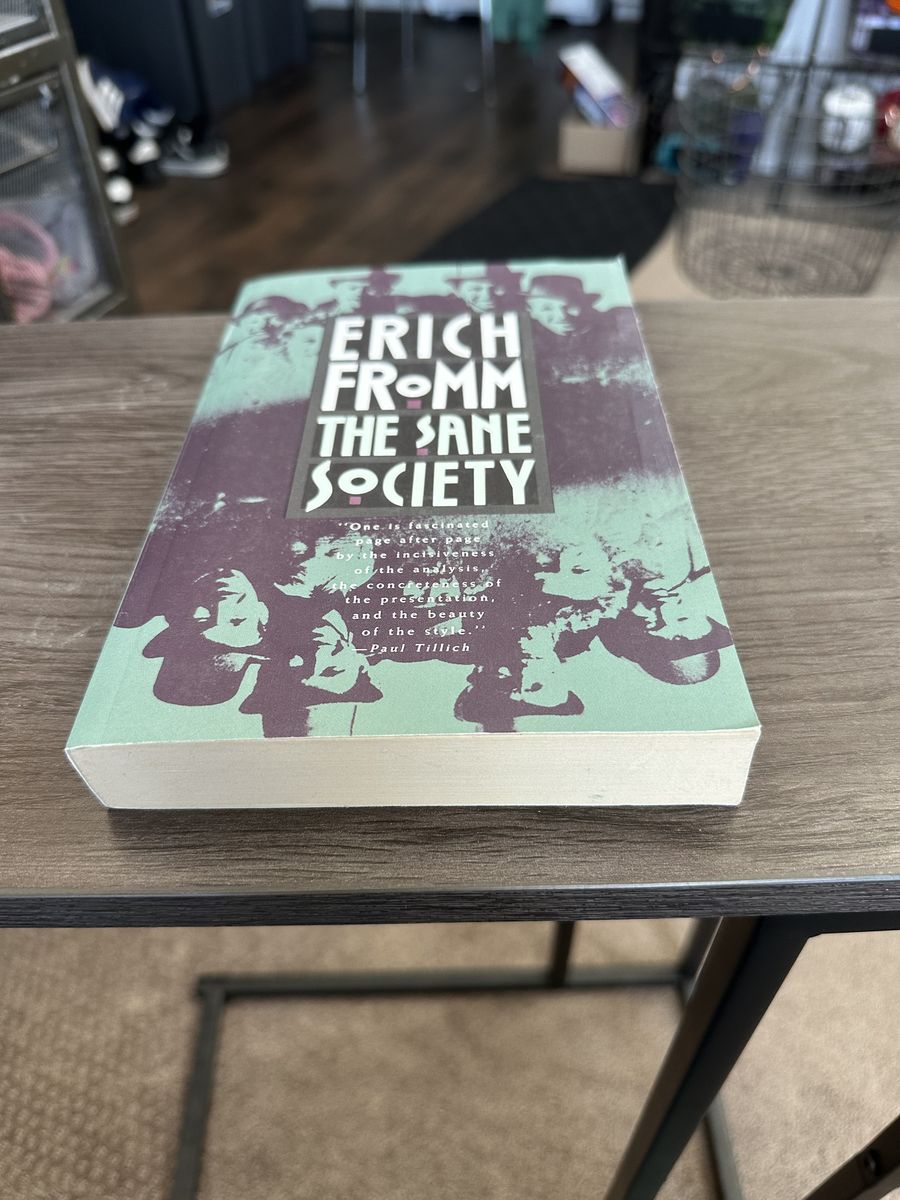 ERICH
FROMM
THE SANE
SOCIETY
"One is fascinated
page after page
by the incisiveness
of the analysis,
the concreteness of
the presentation,
and the beauty
of the style."
—Paul Tillich